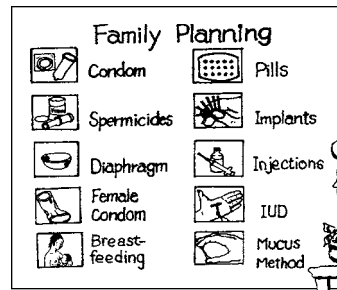 Family Planning
Condom
Pills
Spermicides
Implants
Diaphragm
Injections
Female
Condom
IUD
Breast-
feeding
Mucus
Method